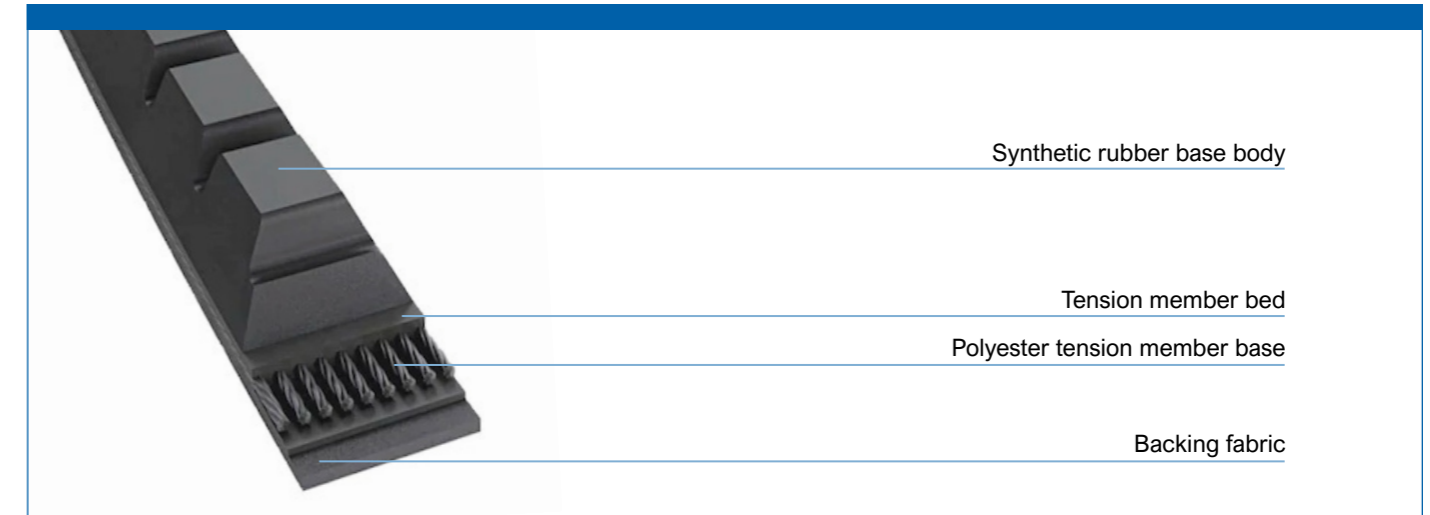 Synthetic rubber base body
Tension member bed
Polyester tension member base
Backing fabric